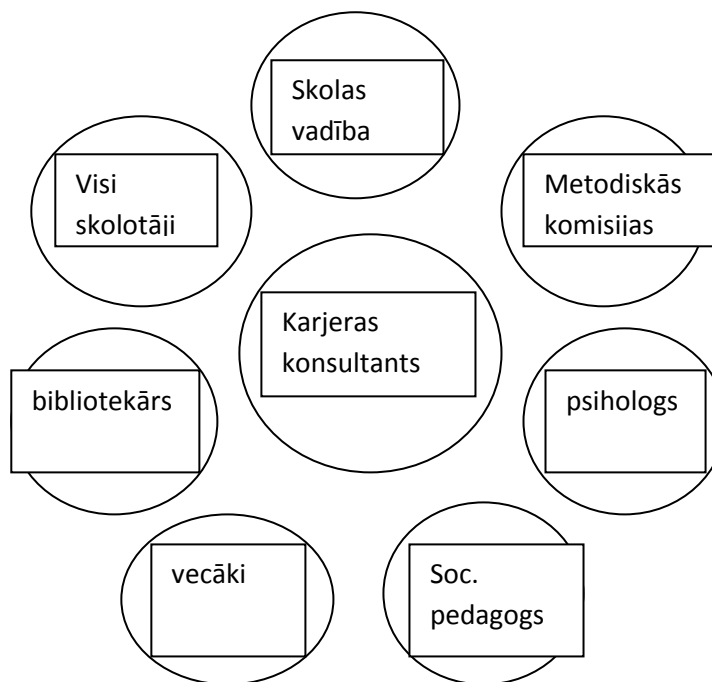 Skolas
vadība
Visi
skolotāji
Metodiskās
komisijas
Karjeras
konsultants
bibliotekārs
psihologs
vecāki
Soc.
pedagogs